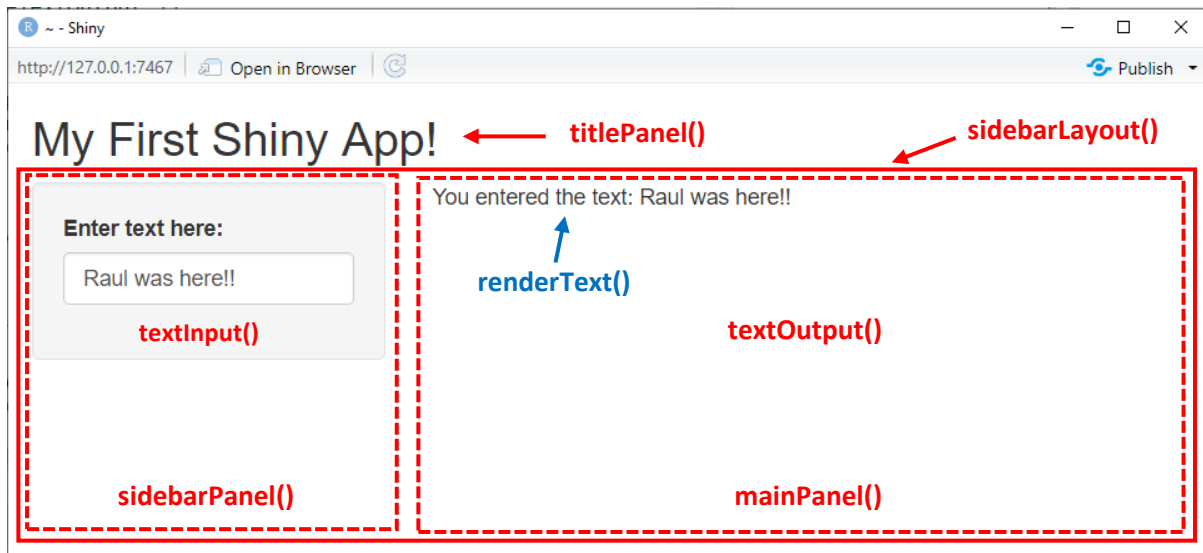 R ~ - Shiny
http://127.0.0.1:7467 Open in Browser Publish
My First Shiny App! titlePanel() sidebarLayout()
You entered the text: Raul was here!!
Enter text here:
Raul was here!!
renderText()
textInput() textOutput()
sidebarPanel() mainPanel()